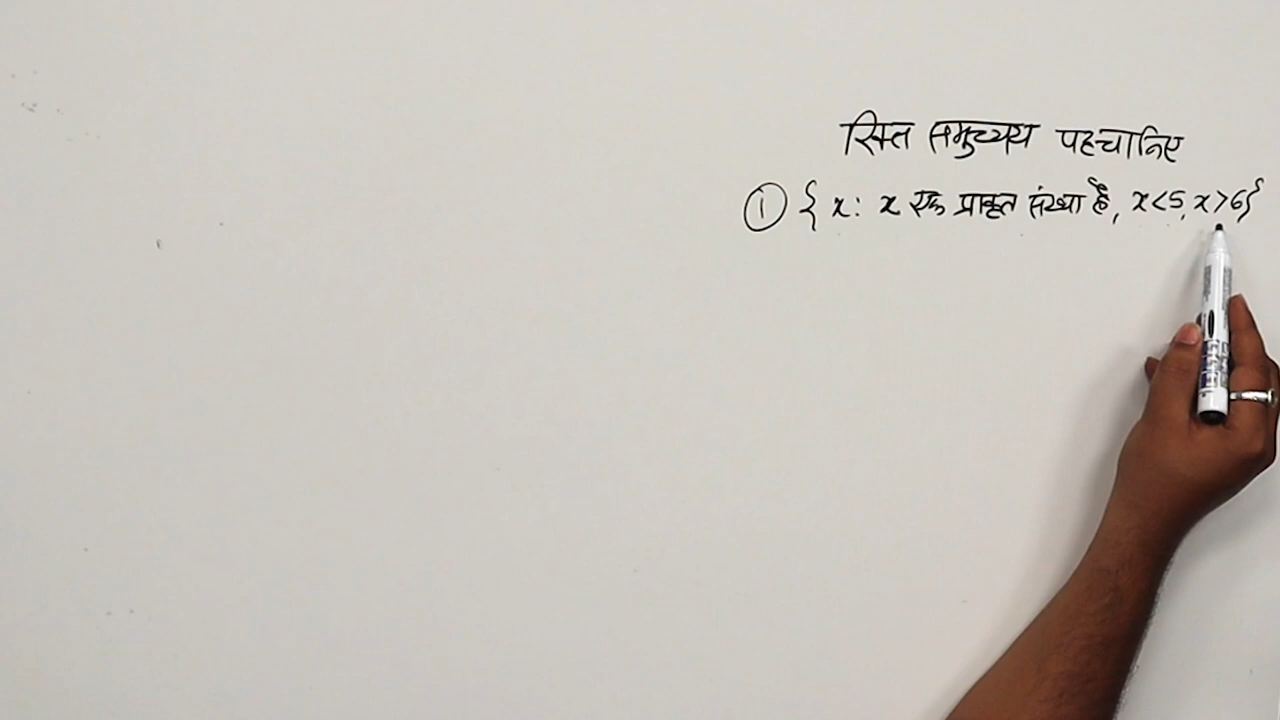 रिक्त समुच्चय पहचानिए
① { x: x एक प्राकृत संख्या है, x<5, x>6}